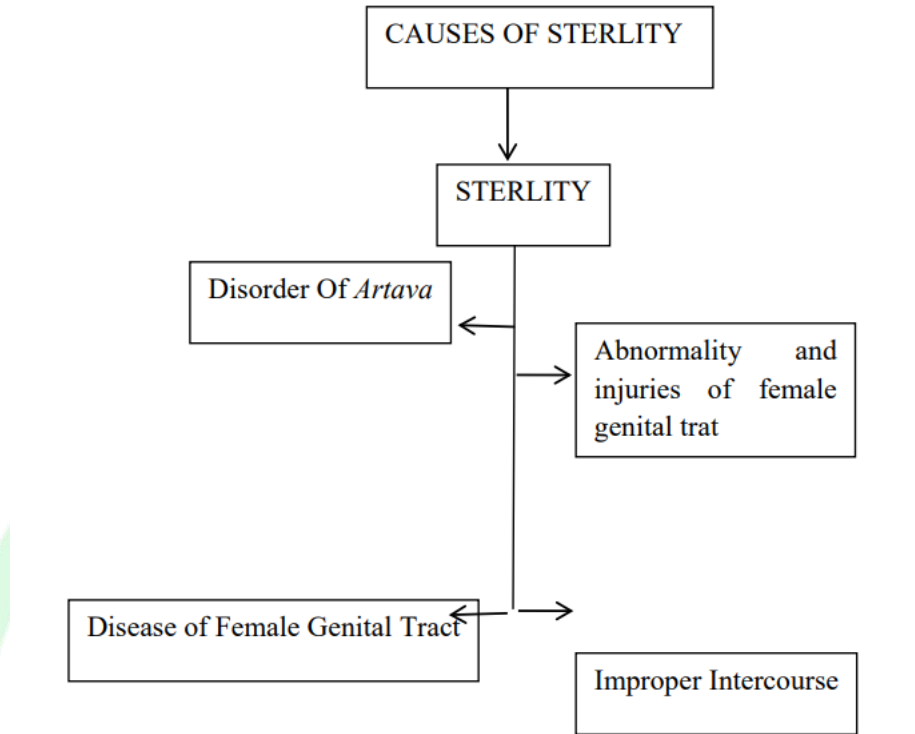 CAUSES OF STERLITY
STERLITY
Disorder Of Artava
Abnormality and
injuries of female
genital trat
Disease of Female Genital Tract
Improper Intercourse